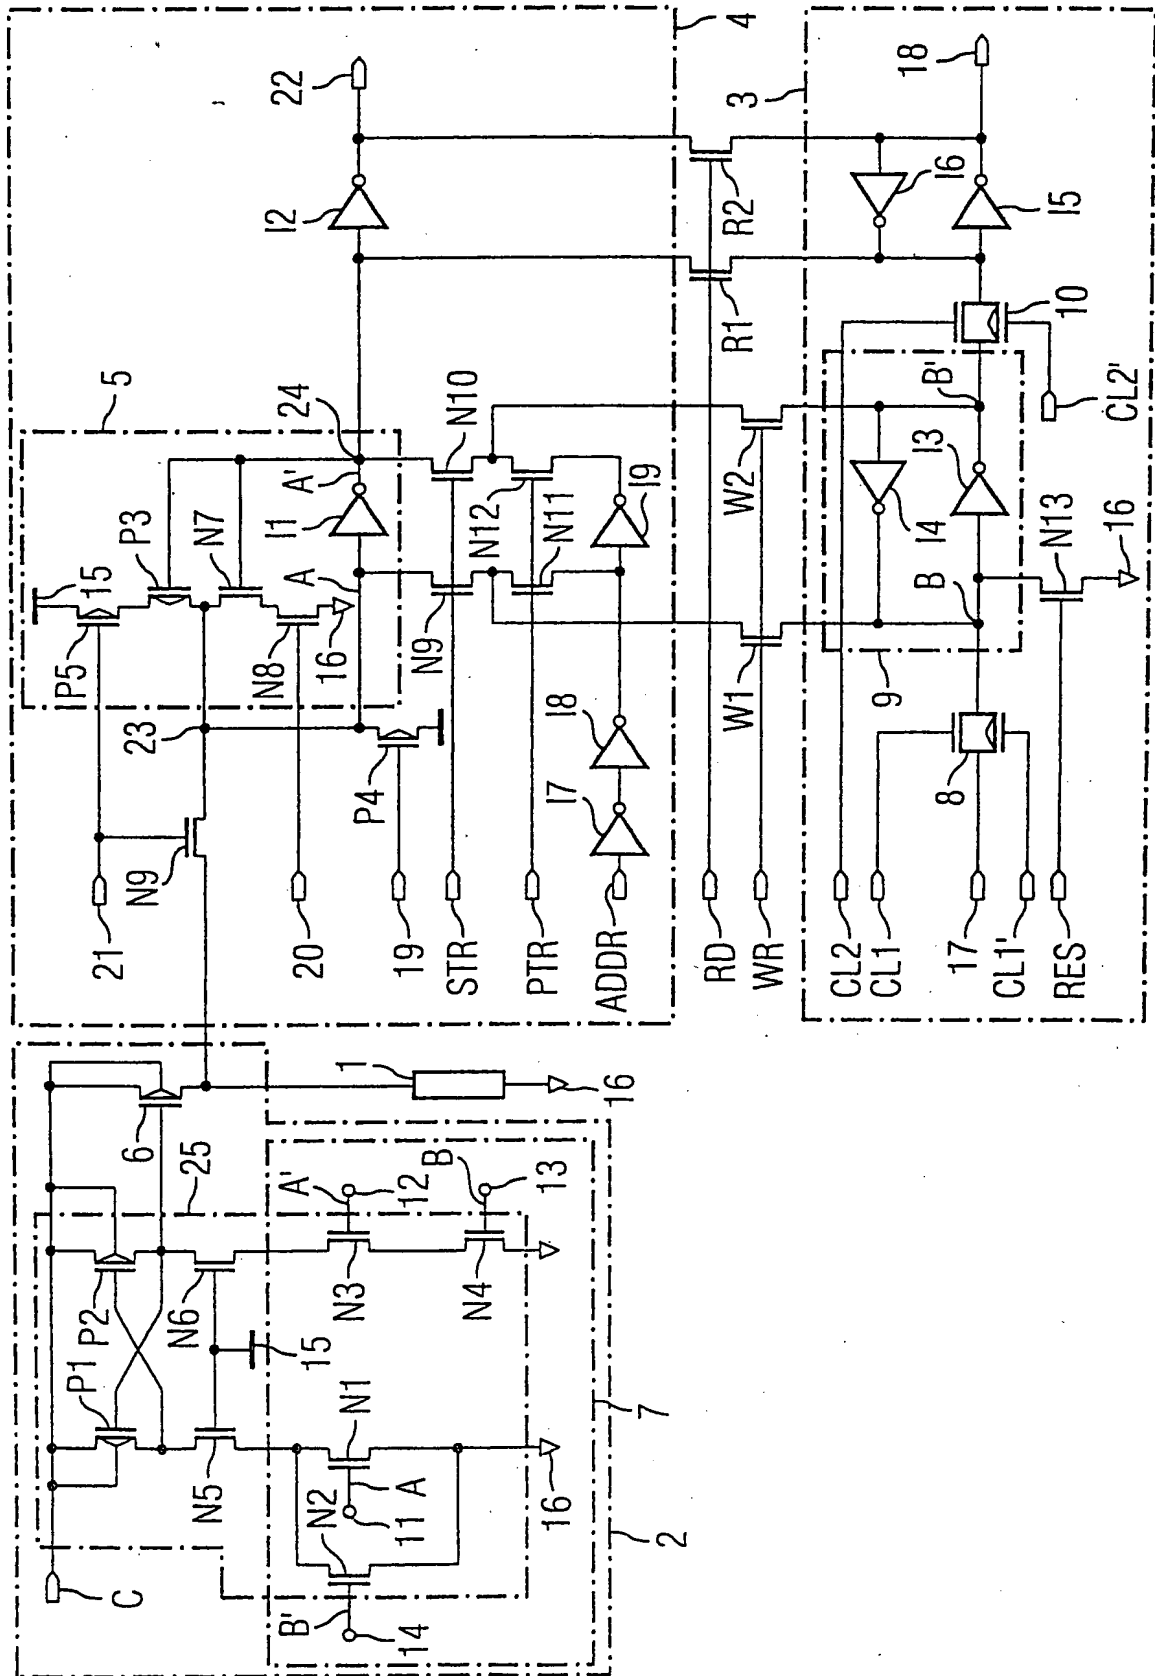 22
4
18
3
I2
I6
I5
R2
R1
10
5
24
N10
B'
CL2'
A'
I1
N12
N11
I9
W2
I4
I3
P3
N7
A
N13
16
15
P5
N8
16
N9
W1
B
9
23
P4
I8
I7
8
N9
21
20
19
STR
PTR
ADDR
RD
WR
CL2
CL1
17
CL1'
RES
1
16
6
25
A'
12
B
13
P2
N6
N3
N4
15
P1
N5
N1
A
N2
11
16
7
2
C
B'
14